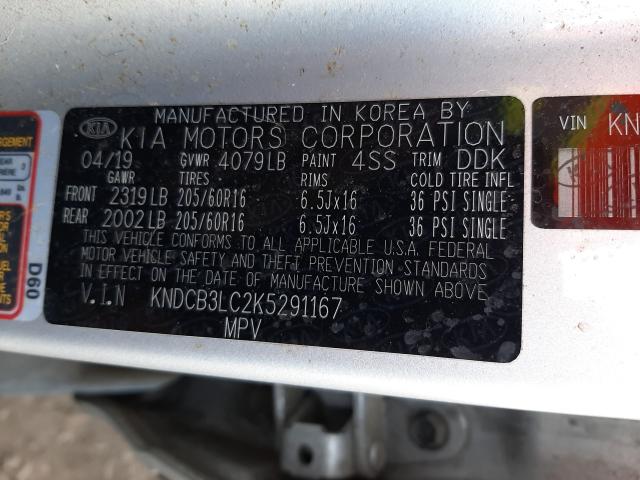 MANUFACTURED IN KOREA BY
KIA KIA MOTORS CORPORATION
04/19 GVWR 4079LB PAINT 4SS TRIM DDK
GAWR TIRES RIMS COLD TIRE INFL
FRONT 2319LB 205/60R16 6.5Jx16 36 PSI SINGLE
REAR 2002LB 205/60R16 6.5Jx16 36 PSI SINGLE
THIS VEHICLE CONFORMS TO ALL APPLICABLE U.S.A. FEDERAL
MOTOR VEHICLE SAFETY AND THEFT PREVENTION STANDARDS
IN EFFECT ON THE DATE OF MANUFACTURE SHOWN ABOVE
V.I.N KNDCB3LC2K5291167
MPV
D60
VIN KN